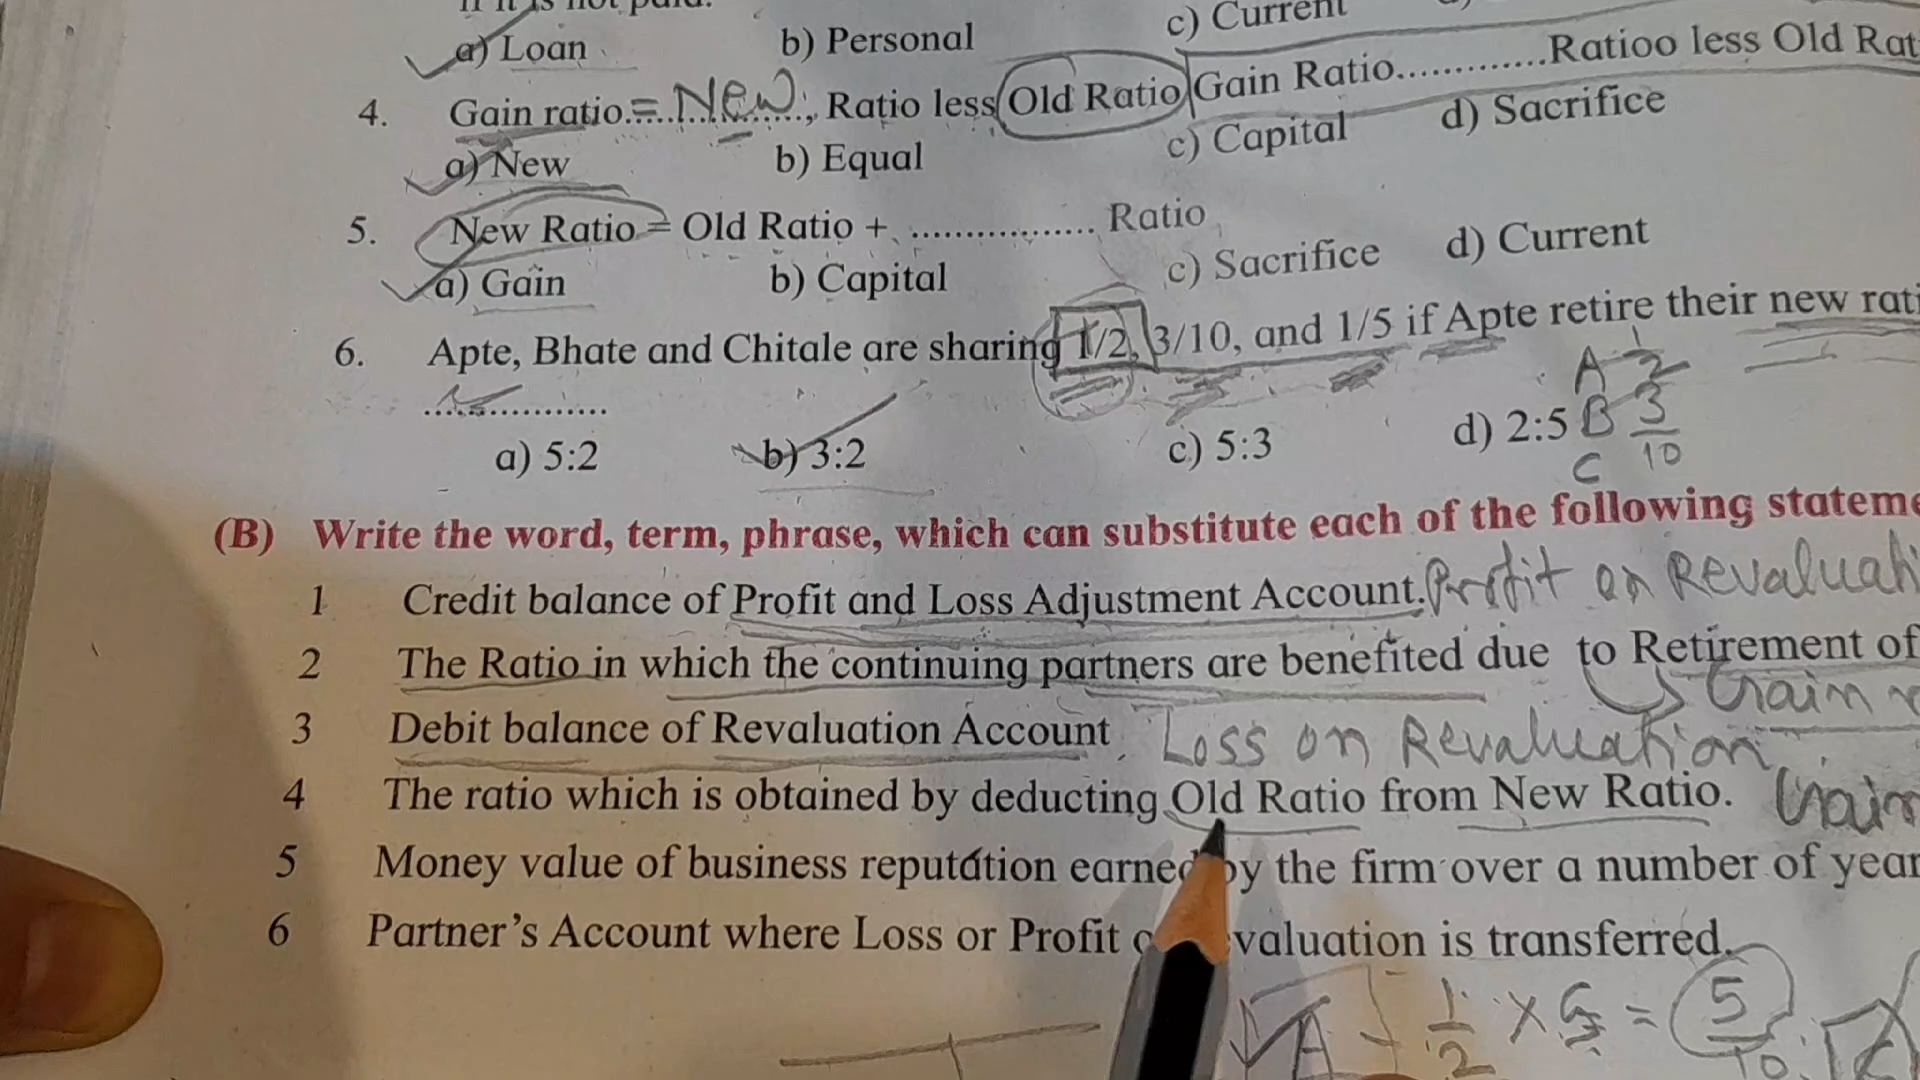 a) Loan b) Personal c) Current
4. Gain ratio = New Ratio less Old Ratio Gain Ratio.............Ratioo less Old Rat
a) New b) Equal c) Capital d) Sacrifice
5. New Ratio = Old Ratio + ................. Ratio
a) Gain b) Capital c) Sacrifice d) Current
6. Apte, Bhate and Chitale are sharing 1/2, 3/10, and 1/5 if Apte retire their new rati
..................
A 1/2
B 3/10
C
a) 5:2 b) 3:2 c) 5:3 d) 2:5
(B) Write the word, term, phrase, which can substitute each of the following stateme
1 Credit balance of Profit and Loss Adjustment Account. Profit on Revaluati
2 The Ratio in which the continuing partners are benefited due to Retirement of
Gain r
3 Debit balance of Revaluation Account Loss on Revaluation
4 The ratio which is obtained by deducting Old Ratio from New Ratio. Gain
5 Money value of business reputation earned by the firm over a number of year
6 Partner's Account where Loss or Profit valuation is transferred.
A - 1/2 × 5 = 5/10